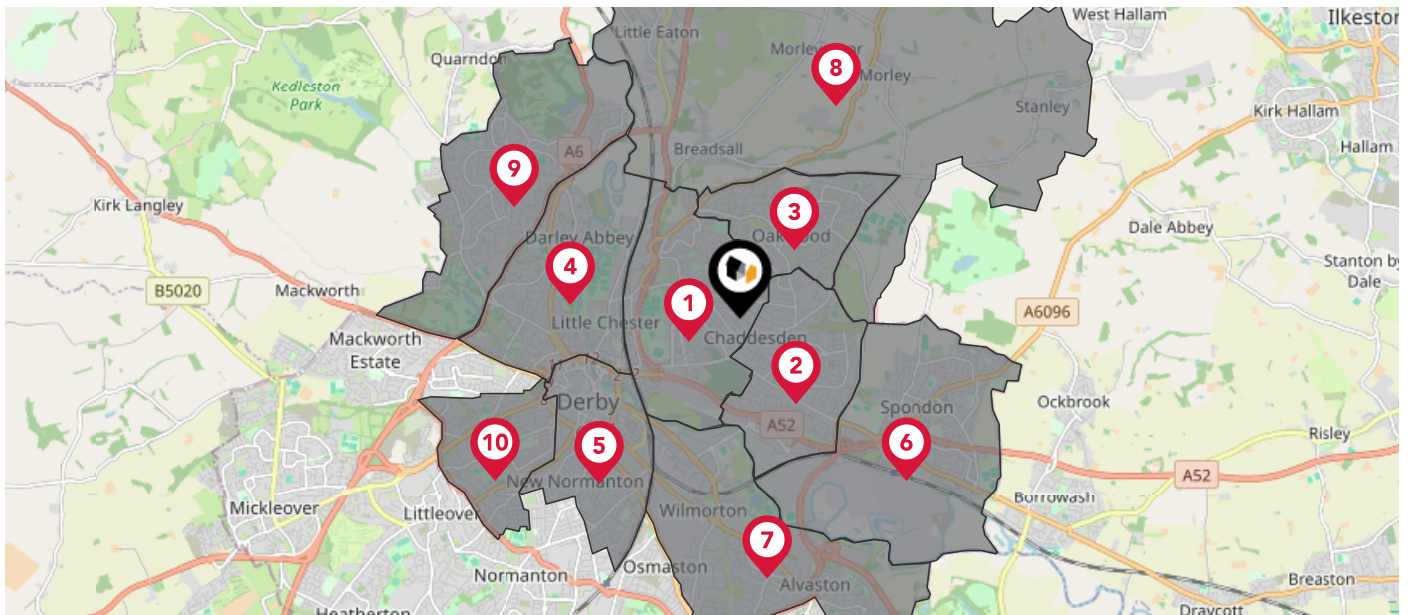 West Hallam
Ilkeston
Little Eaton
Quarndon
8
Morley
Kedleston
Park
Stanley
Kirk Hallam
A6
Breadsall
Hallam
9
Kirk Langley
3
Dale Abbey
Darley Abbey
Oakwood
4
Stanton by
Dale
B5020
Mackworth
1
A6096
Little Chester
Chaddesden
Mackworth
Estate
2
Derby
Spondon
Ockbrook
A52
Risley
10
5
6
A52
New Normanton
Borrowash
Mickleover
Littleover
Wilmorton
7
Osmaston
Normanton
Alvaston
Breaston
Heatherton
Draycott